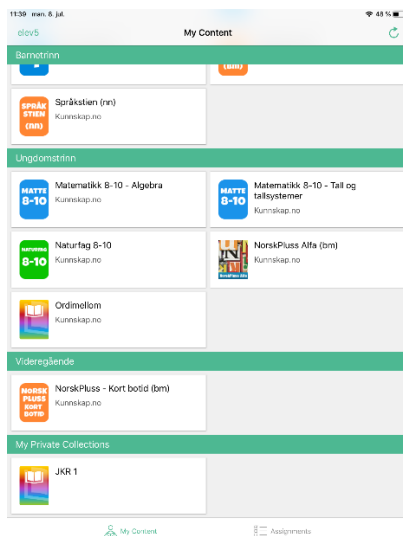 11:39 man. 8. jul.
48 %
elev5
My Content
Barnetrinn
(nn)
SPRÅK
STIEN
(nn)
Språkstien (nn)
Kunnskap.no
Ungdomstrinn
MATTE
8-10
Matematikk 8-10 - Algebra
Kunnskap.no
MATTE
8-10
Matematikk 8-10 - Tall og
tallsystemer
Kunnskap.no
NATURFAG
8-10
Naturfag 8-10
Kunnskap.no
NorskPluss Alfa
NorskPluss Alfa (bm)
Kunnskap.no
Ordimellom
Kunnskap.no
Videregående
NORSK
PLUSS
KORT
BOTID
NorskPluss - Kort botid (bm)
Kunnskap.no
My Private Collections
JKR 1
My Content
Assignments